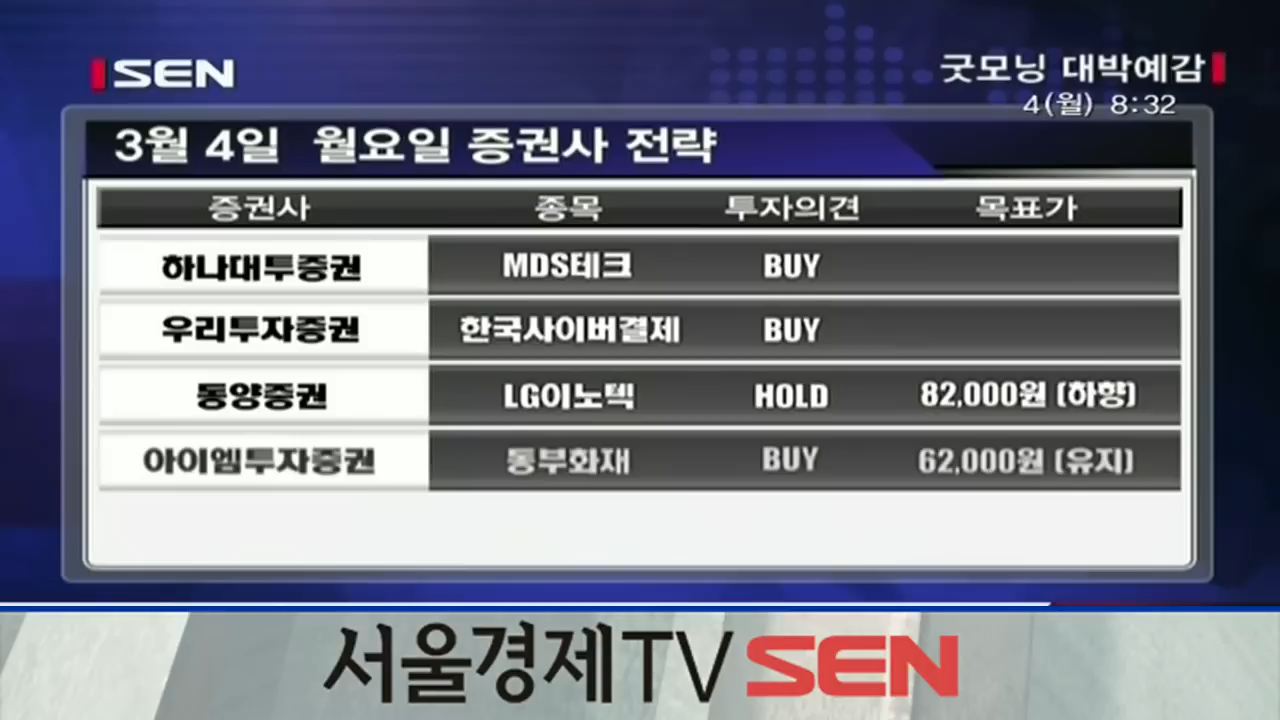 SEN
굿모닝 대박예감
4(월) 8:32
3월 4일 월요일 증권사 전략
증권사 종목 투자의견 목표가
하나대투증권 MDS테크 BUY
우리투자증권 한국사이버결제 BUY
동양증권 LG이노텍 HOLD 82,000원 (하향)
아이엠투자증권 동부화재 BUY 62,000원 (유지)
서울경제TV SEN